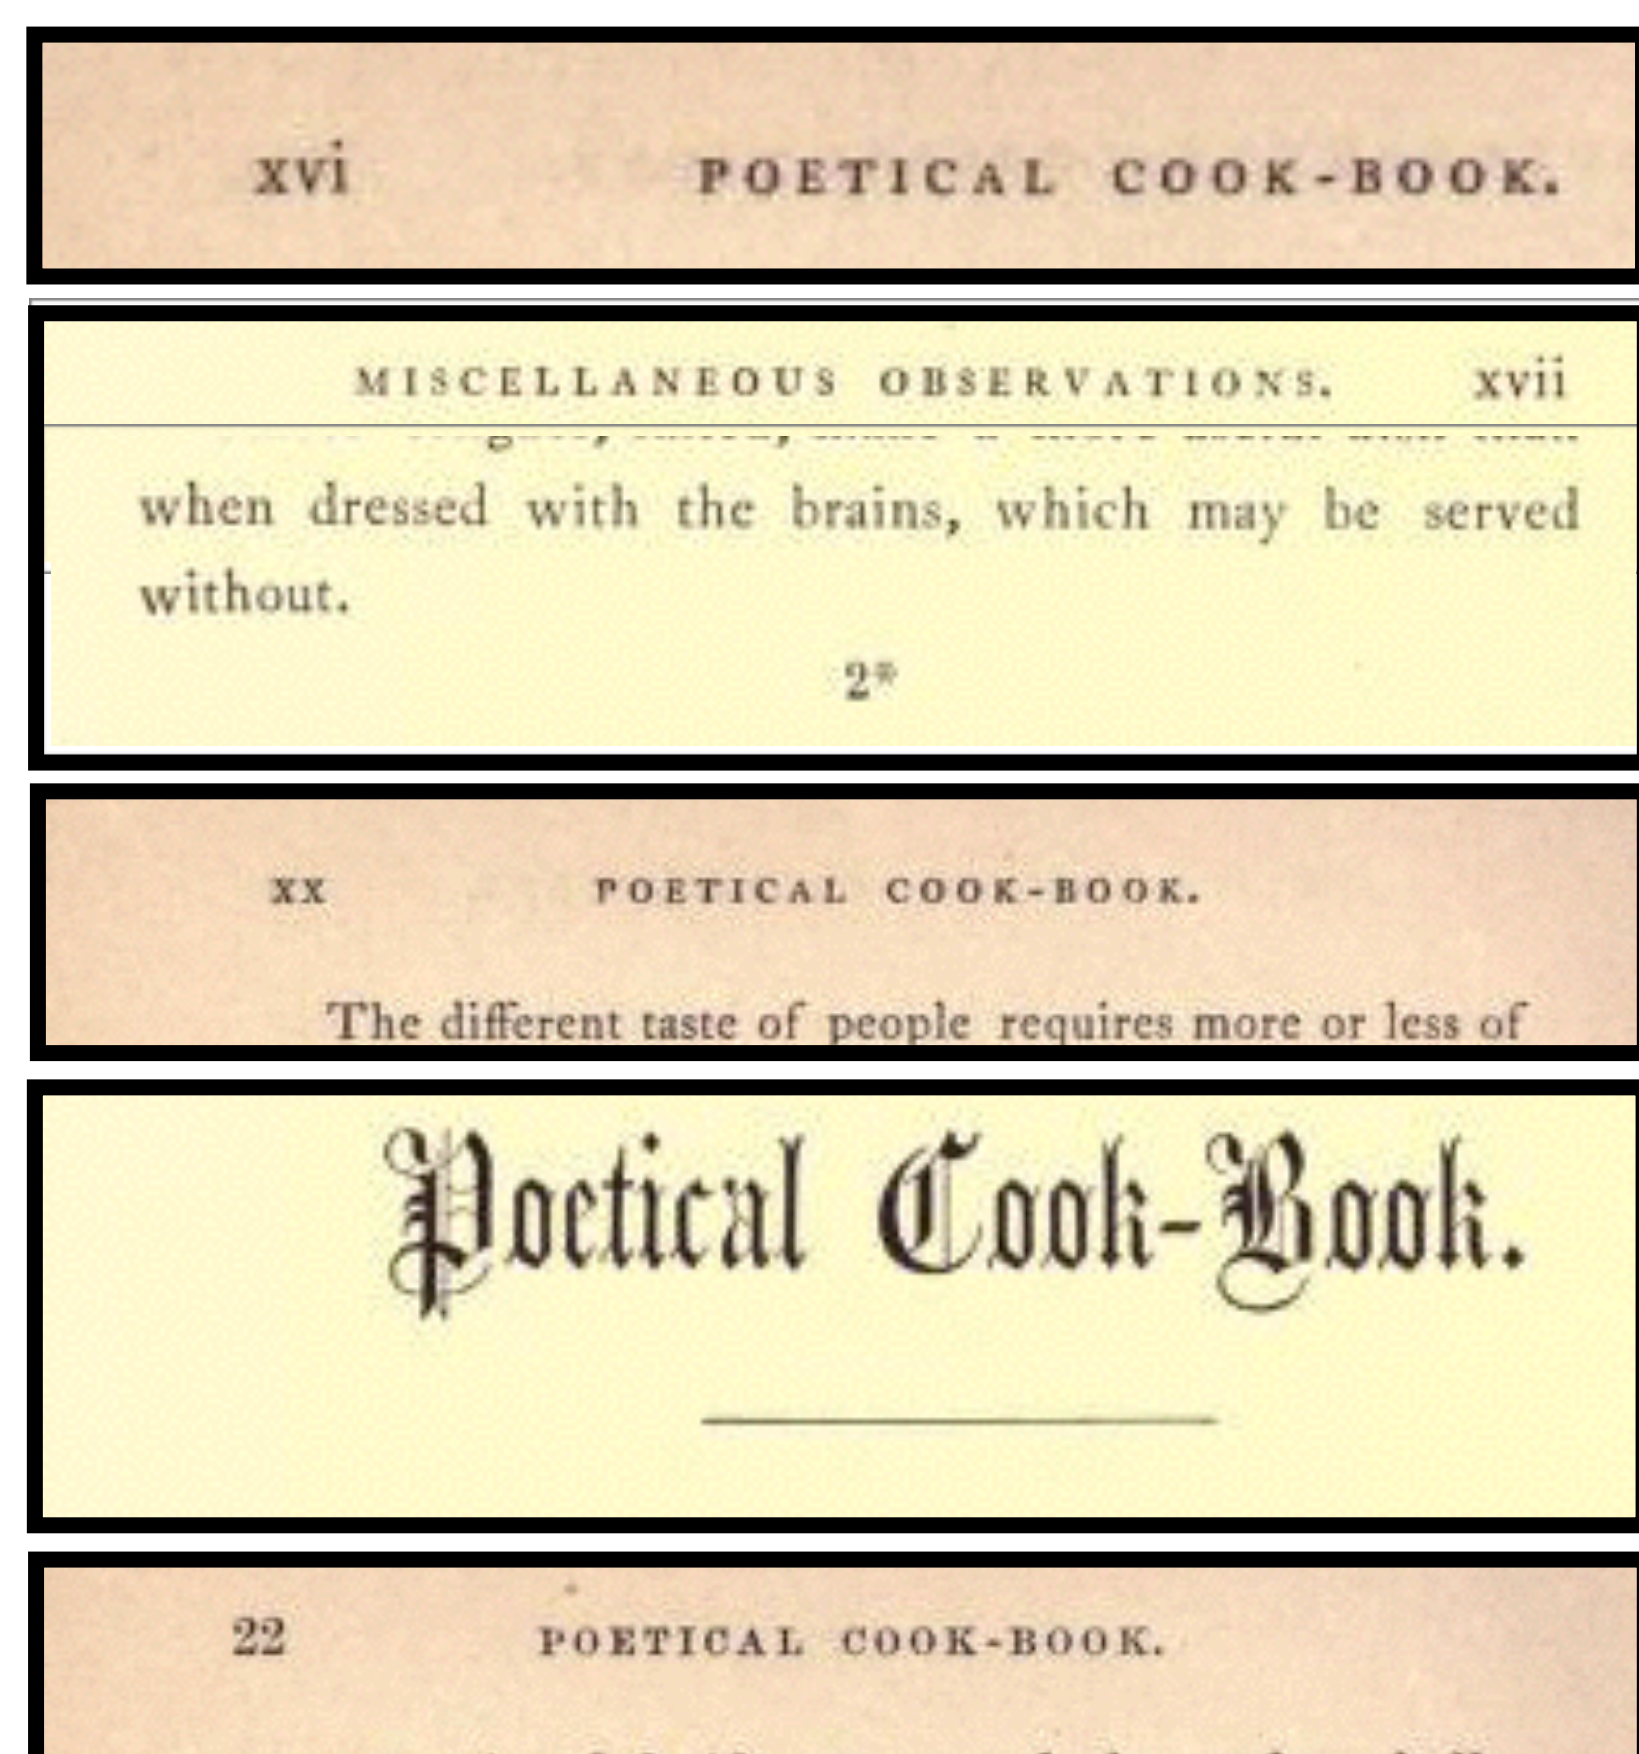 xvi POETICAL COOK-BOOK.
MISCELLANEOUS OBSERVATIONS. xvii
when dressed with the brains, which may be served
without.
2*
xx POETICAL COOK-BOOK.
The different taste of people requires more or less of
Poetical Cook-Book.
22 POETICAL COOK-BOOK.